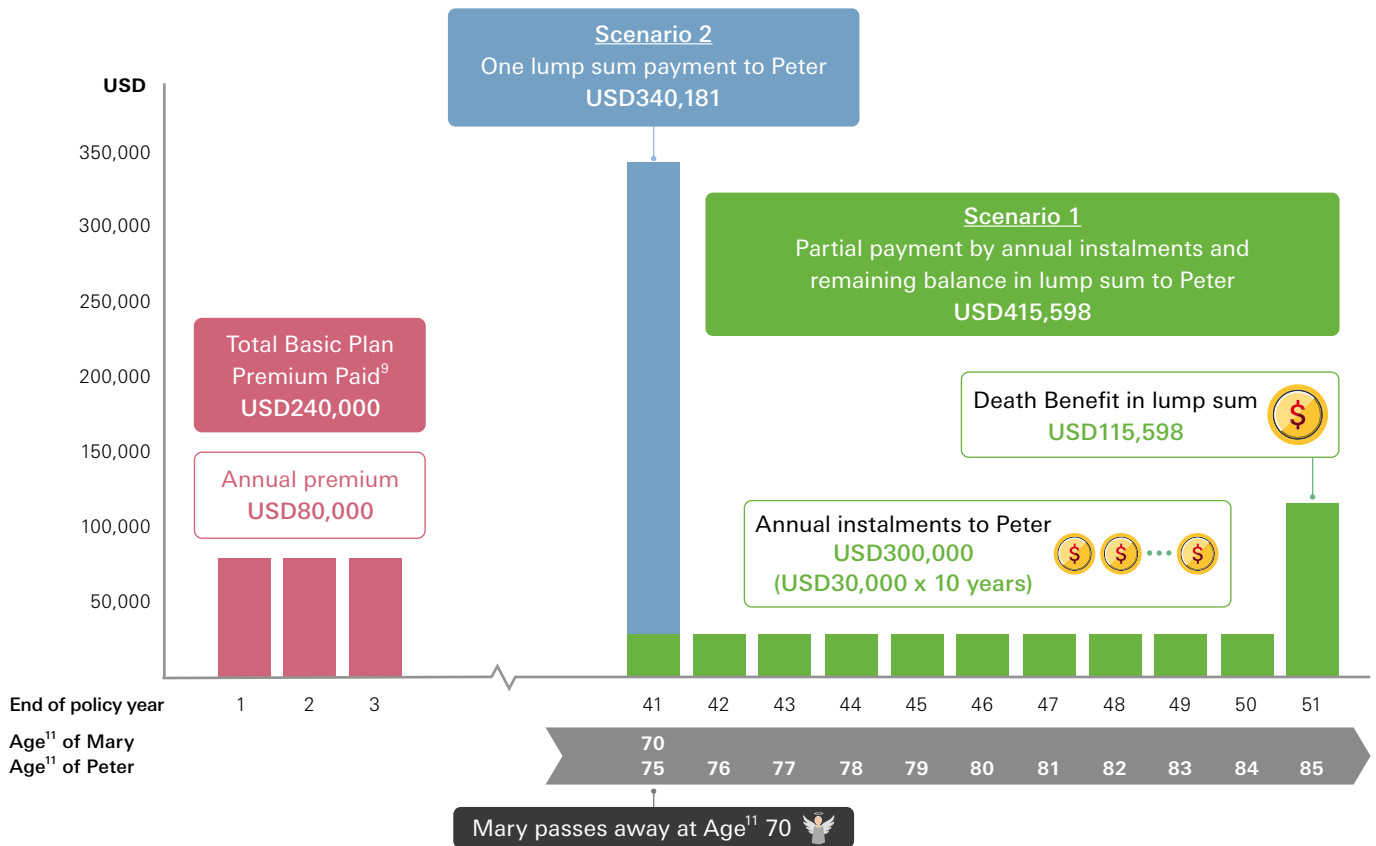 Scenario 2
One lump sum payment to Peter
USD340,181
USD
350,000
300,000
250,000
200,000
150,000
100,000
50,000
Scenario 1
Partial payment by annual instalments and
remaining balance in lump sum to Peter
USD415,598
Total Basic Plan
Premium Paid9
USD240,000
Annual premium
USD80,000
Death Benefit in lump sum
USD115,598
$
Annual instalments to Peter
USD300,000
(USD30,000 x 10 years)
$ $ ••• $
End of policy year 1 2 3 41 42 43 44 45 46 47 48 49 50 51
Age11 of Mary 70
Age11 of Peter 75 76 77 78 79 80 81 82 83 84 85
Mary passes away at Age11 70